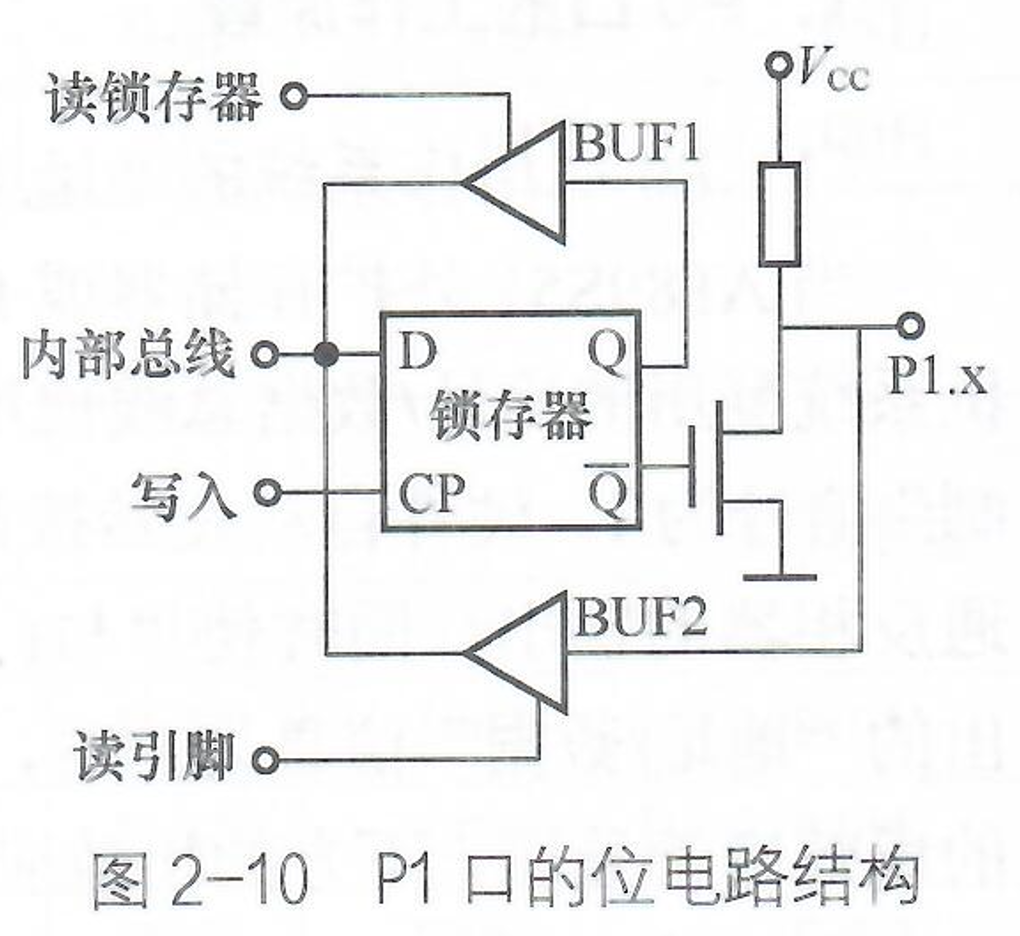 读锁存器
BUF1
V_CC
内部总线
D
Q
锁存器
P1.x
写入
CP
Q̅
BUF2
读引脚
图 2-10 P1 口的位电路结构